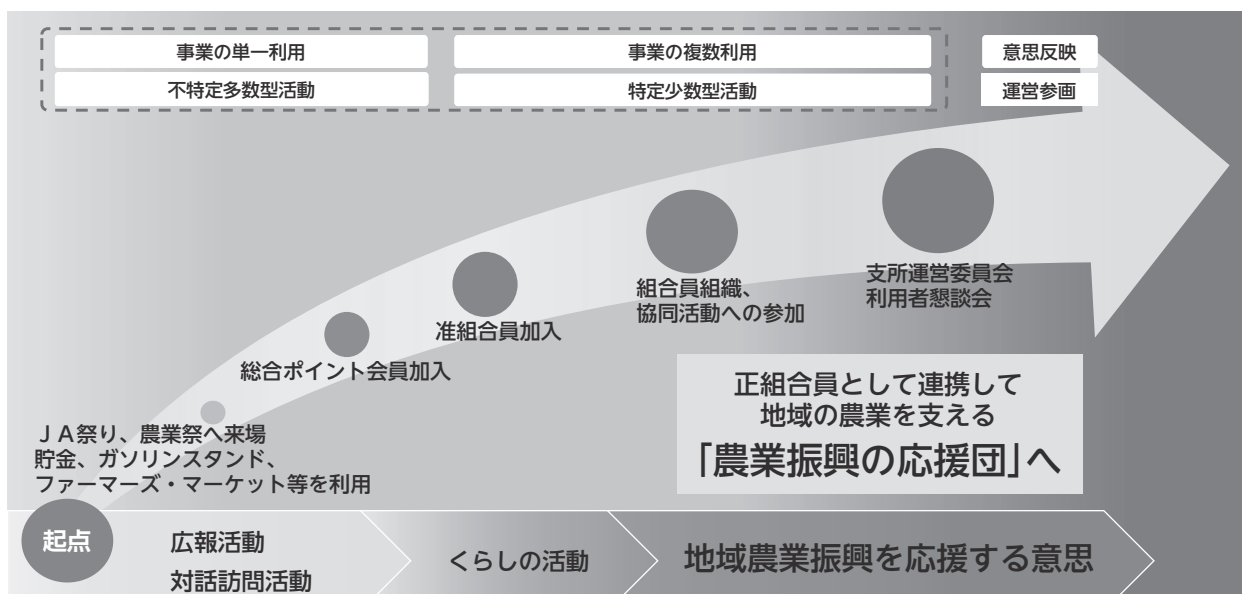 事業の単一利用
事業の複数利用
意思反映
不特定多数型活動
特定少数型活動
運営参画
支所運営委員会
利用者懇談会
組合員組織、
協同活動への参加
准組合員加入
総合ポイント会員加入
ＪＡ祭り、農業祭へ来場
貯金、ガソリンスタンド、
ファーマーズ・マーケット等を利用
正組合員として連携して
地域の農業を支える
「農業振興の応援団」へ
起点
広報活動
対話訪問活動
くらしの活動
地域農業振興を応援する意思